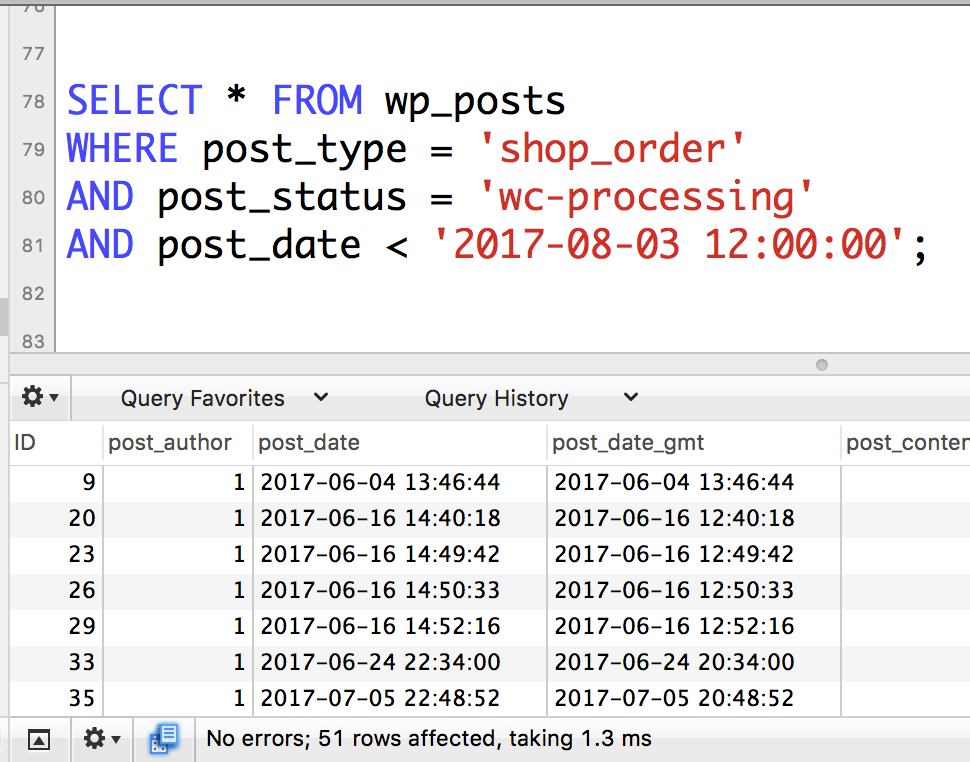 76
77
78 SELECT * FROM wp_posts
79 WHERE post_type = 'shop_order'
80 AND post_status = 'wc-processing'
81 AND post_date < '2017-08-03 12:00:00';
82
83
Query Favorites Query History
ID post_author post_date post_date_gmt post_conten
9 1 2017-06-04 13:46:44 2017-06-04 13:46:44
20 1 2017-06-16 14:40:18 2017-06-16 12:40:18
23 1 2017-06-16 14:49:42 2017-06-16 12:49:42
26 1 2017-06-16 14:50:33 2017-06-16 12:50:33
29 1 2017-06-16 14:52:16 2017-06-16 12:52:16
33 1 2017-06-24 22:34:00 2017-06-24 20:34:00
35 1 2017-07-05 22:48:52 2017-07-05 20:48:52
No errors; 51 rows affected, taking 1.3 ms